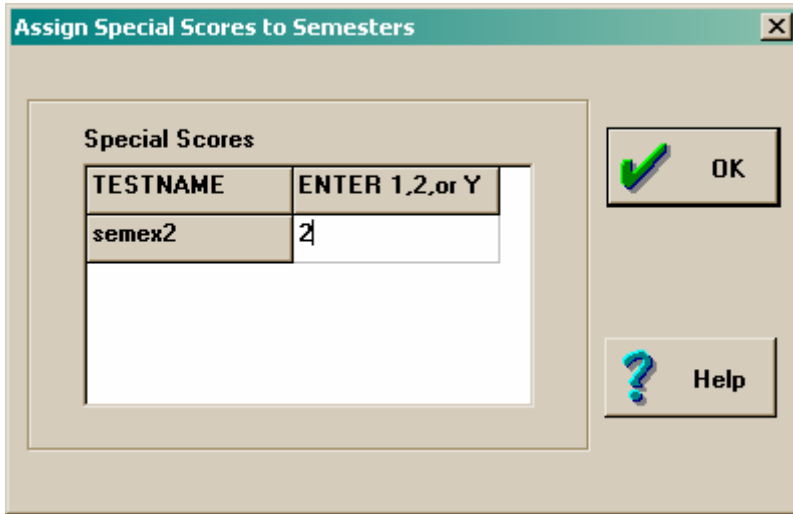 Assign Special Scores to Semesters
Special Scores
TESTNAME ENTER 1,2,or Y
semex2 2
OK
Help